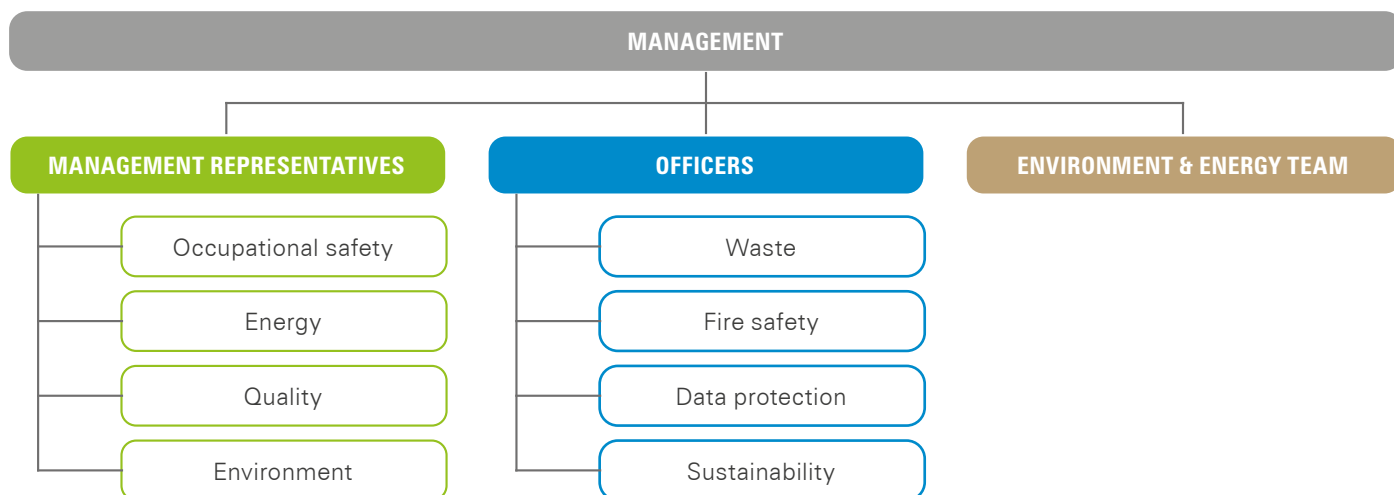 MANAGEMENT
MANAGEMENT REPRESENTATIVES
Occupational safety
Energy
Quality
Environment
OFFICERS
Waste
Fire safety
Data protection
Sustainability
ENVIRONMENT & ENERGY TEAM